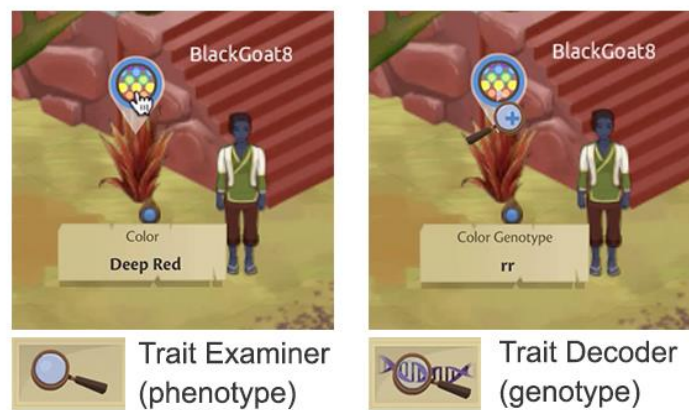 BlackGoat8
Color
Deep Red
Trait Examiner
(phenotype)
BlackGoat8
Color Genotype
rr
Trait Decoder
(genotype)